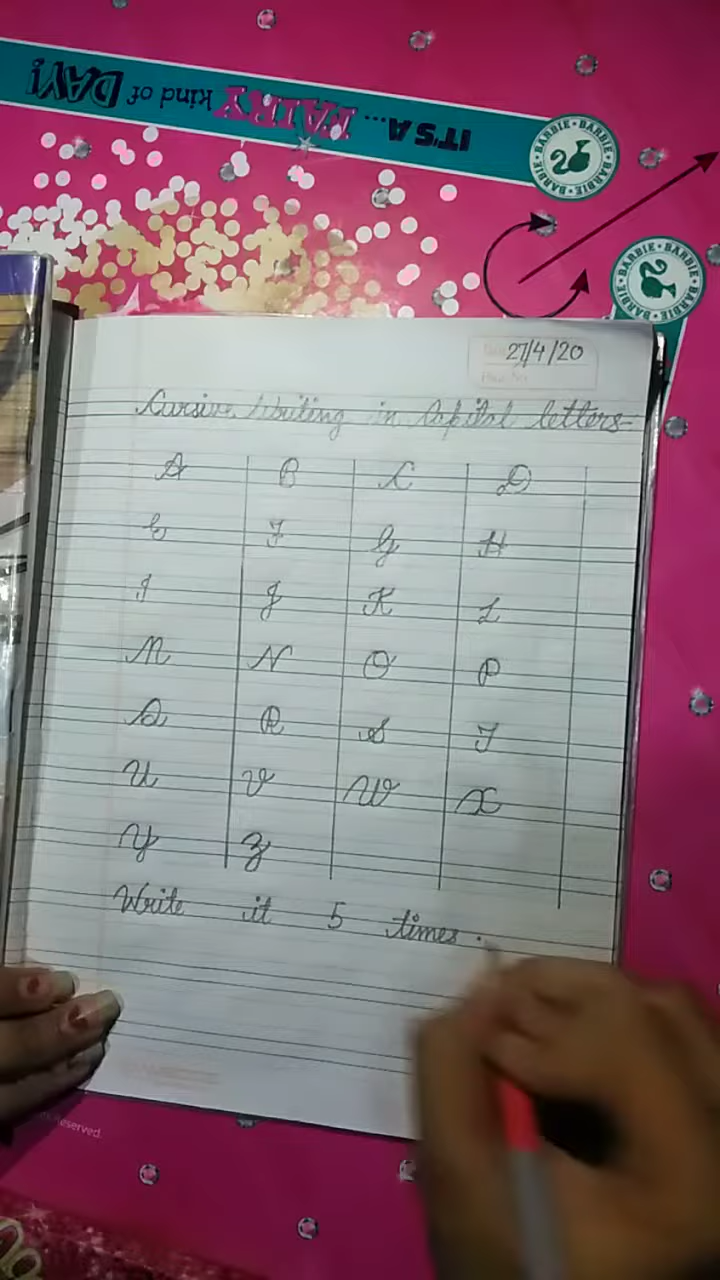 IT'S A... FAIRY kind of DAY!
BARBIE • BARBIE • BARBIE
BARBIE • BARBIE • BARBIE
27/4/20
Cursive Writing in Capital letters
A B C D
E F G H
I J K L
M N O P
Q R S T
U V W X
Y Z
Write it 5 times.
Reserved.